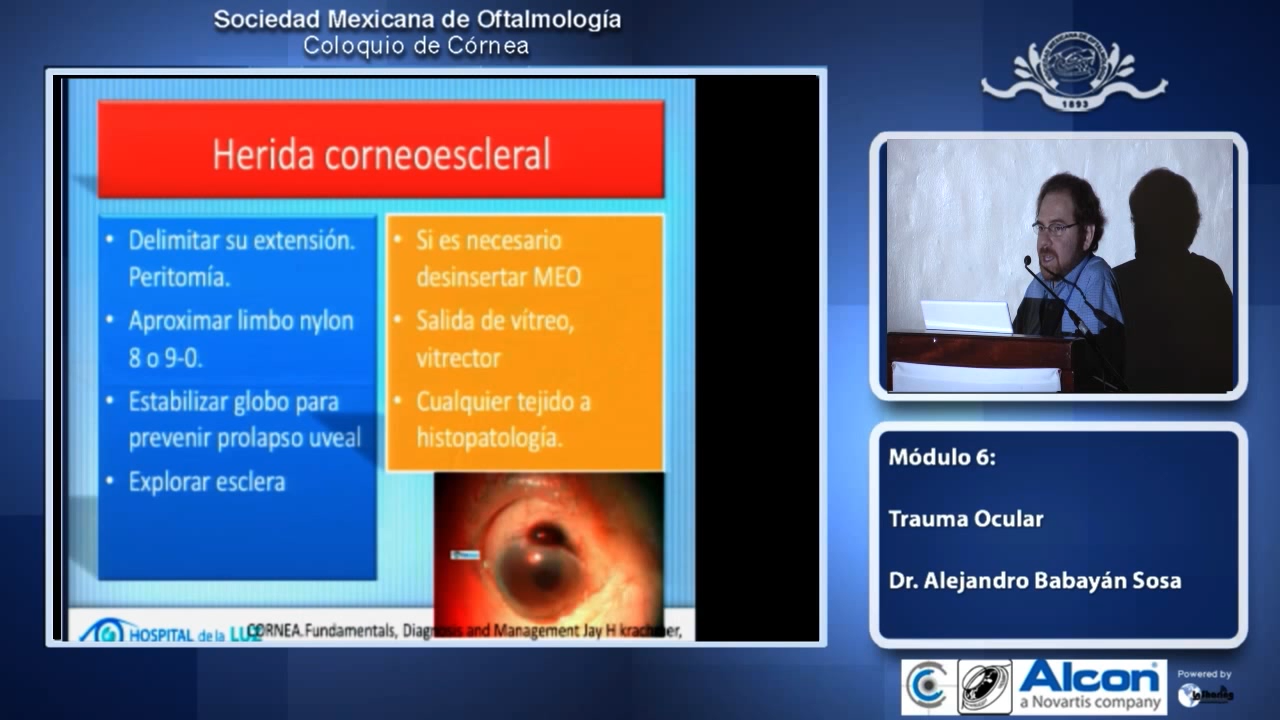 Sociedad Mexicana de Oftalmología
Coloquio de Córnea
Herida corneoescleral
• Delimitar su extensión.
Peritomía.
• Aproximar limbo nylon
8 o 9-0.
• Estabilizar globo para
prevenir prolapso uveal
• Explorar esclera
• Si es necesario
desinsertar MEO
• Salida de vítreo,
vitrector
• Cualquier tejido a
histopatología.
HOSPITAL de la LUZ
CORNEA.Fundamentals, Diagnosis and Management Jay H krachmer,
1893
Módulo 6:
Trauma Ocular
Dr. Alejandro Babayán Sosa
Alcon
a Novartis company
Powered by